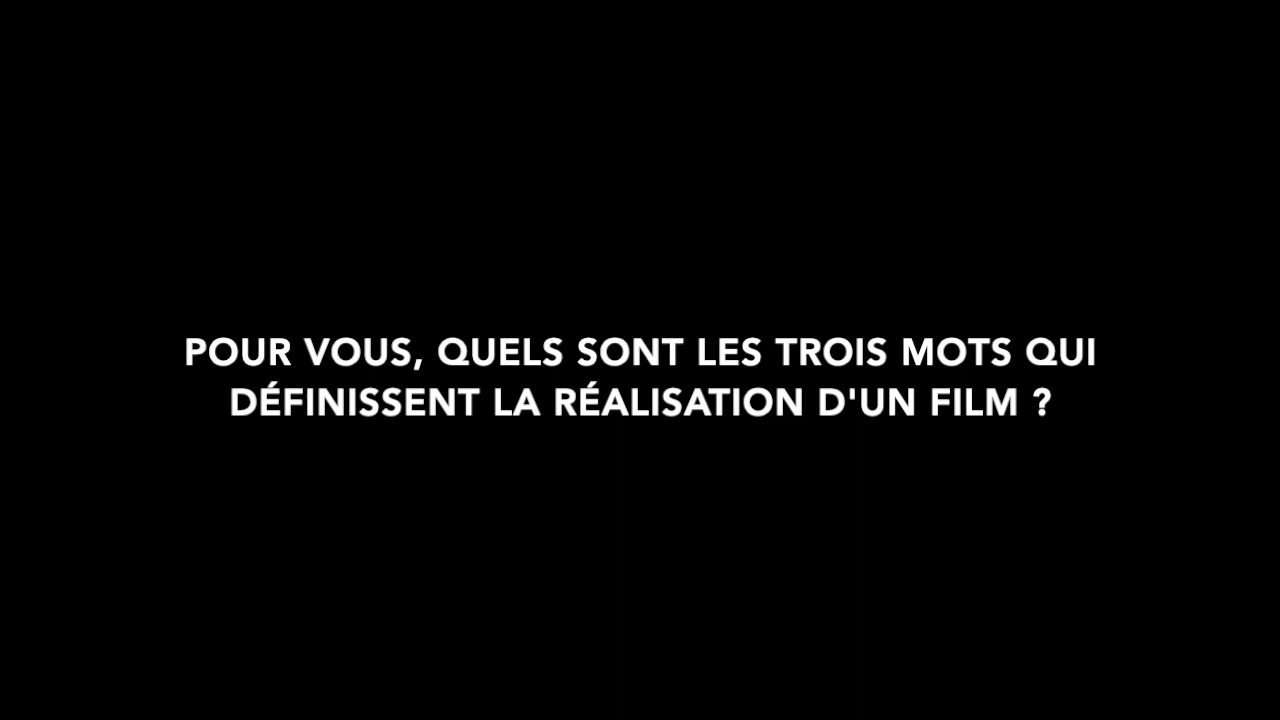 POUR VOUS, QUELS SONT LES TROIS MOTS QUI
DÉFINISSENT LA RÉALISATION D'UN FILM ?